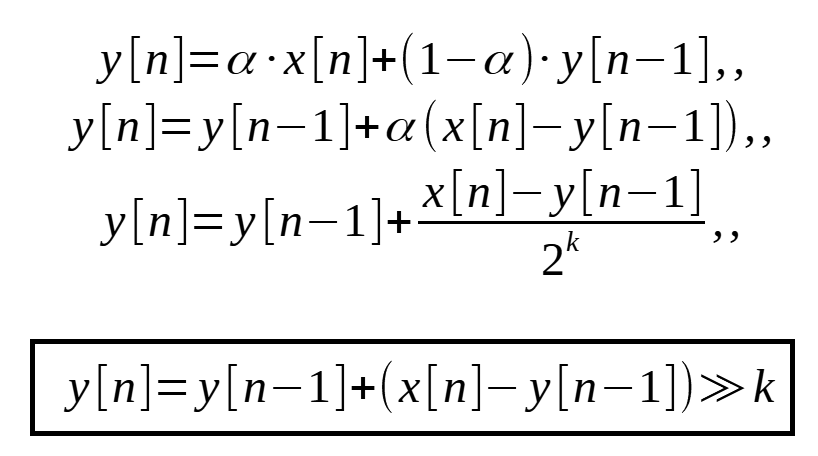 y[n]=α⋅x[n]+(1−α)⋅y[n−1],,
y[n]=y[n−1]+α(x[n]−y[n−1]),,
y[n]=y[n−1]+(x[n]−y[n−1])/2^k,,
y[n]=y[n−1]+(x[n]−y[n−1])≫k